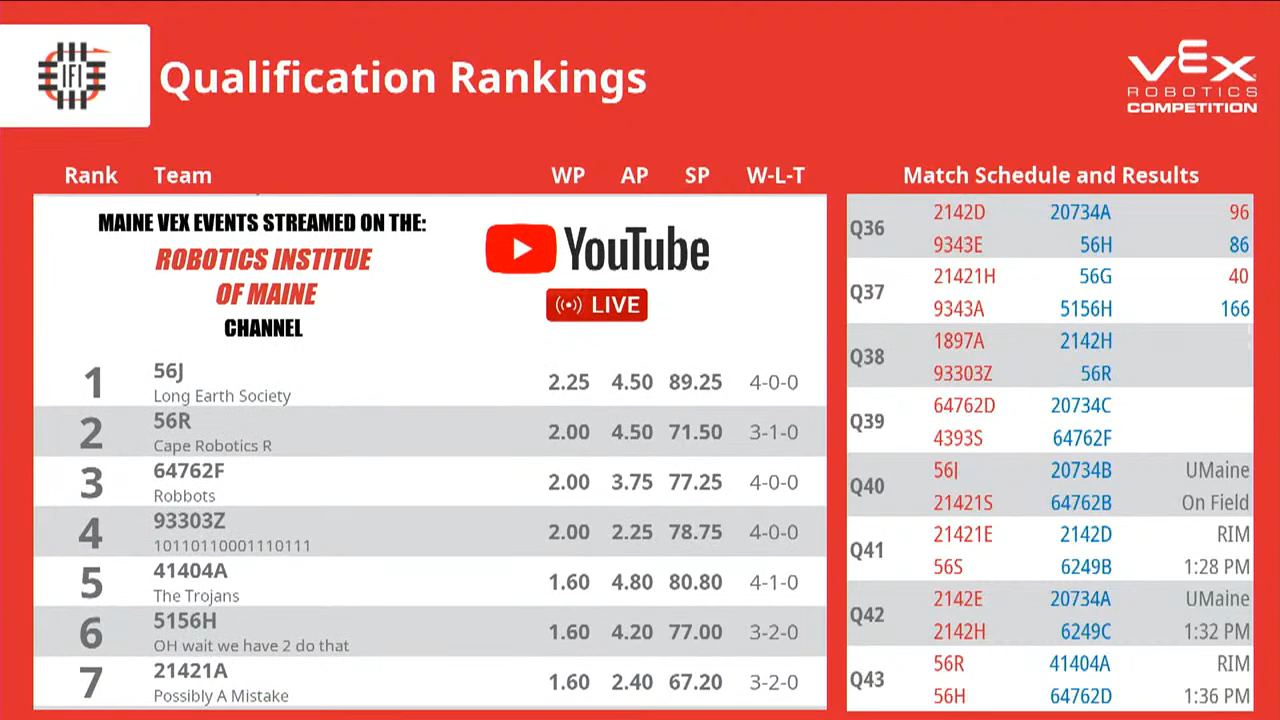 IFI
Qualification Rankings
VEX
ROBOTICS
COMPETITION
Rank Team WP AP SP W-L-T
MAINE VEX EVENTS STREAMED ON THE:
ROBOTICS INSTITUE
OF MAINE
CHANNEL
YouTube
LIVE
1 56J 2.25 4.50 89.25 4-0-0
Long Earth Society
2 56R 2.00 4.50 71.50 3-1-0
Cape Robotics R
3 64762F 2.00 3.75 77.25 4-0-0
Robbots
4 93303Z 2.00 2.25 78.75 4-0-0
10110110001110111
5 41404A 1.60 4.80 80.80 4-1-0
The Trojans
6 5156H 1.60 4.20 77.00 3-2-0
OH wait we have 2 do that
7 21421A 1.60 2.40 67.20 3-2-0
Possibly A Mistake
Match Schedule and Results
Q36 2142D 20734A 96
9343E 56H 86
Q37 21421H 56G 40
9343A 5156H 166
Q38 1897A 2142H
93303Z 56R
Q39 64762D 20734C
4393S 64762F
Q40 56J 20734B UMaine
21421S 64762B On Field
Q41 21421E 2142D RIM
56S 6249B 1:28 PM
Q42 2142E 20734A UMaine
2142H 6249C 1:32 PM
Q43 56R 41404A RIM
56H 64762D 1:36 PM